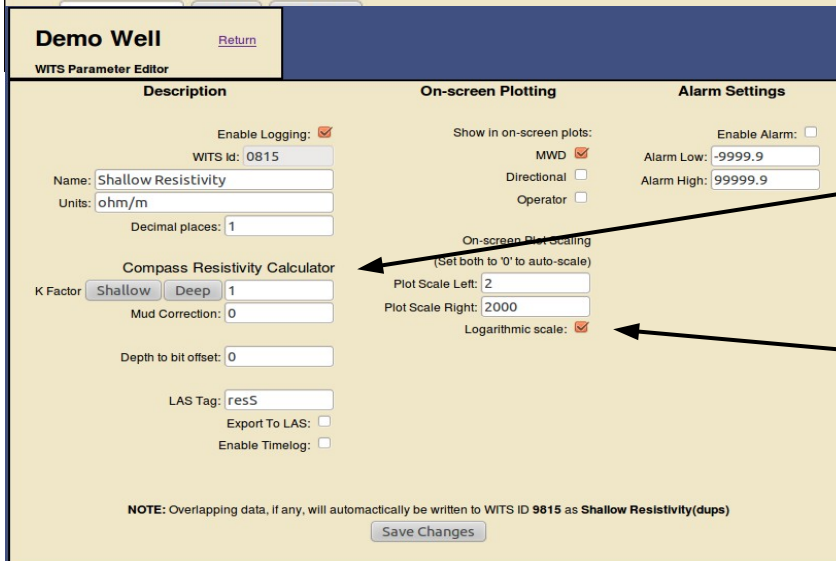 Demo Well Return
WITS Parameter Editor
Description
Enable Logging:
WITS Id: 0815
Name: Shallow Resistivity
Units: ohm/m
Decimal places: 1
Compass Resistivity Calculator
K Factor Shallow Deep 1
Mud Correction: 0
Depth to bit offset: 0
LAS Tag: resS
Export To LAS:
Enable Timelog:
On-screen Plotting
Show in on-screen plots:
MWD
Directional
Operator
On-screen Plot Scaling
(Set both to '0' to auto-scale)
Plot Scale Left: 2
Plot Scale Right: 2000
Logarithmic scale:
Alarm Settings
Enable Alarm:
Alarm Low: -9999.9
Alarm High: 99999.9
NOTE: Overlapping data, if any, will automactically be written to WITS ID 9815 as Shallow Resistivity(dups)
Save Changes